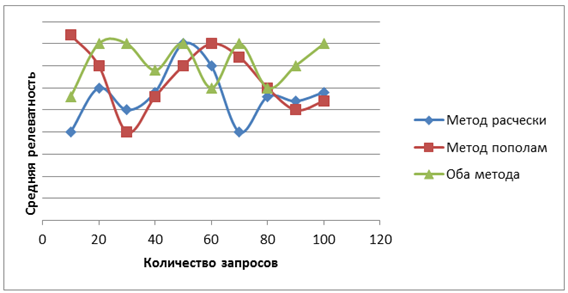 Средняя релеватность
0 20 40 60 80 100 120
Количество запросов
Метод расчески
Метод пополам
Оба метода